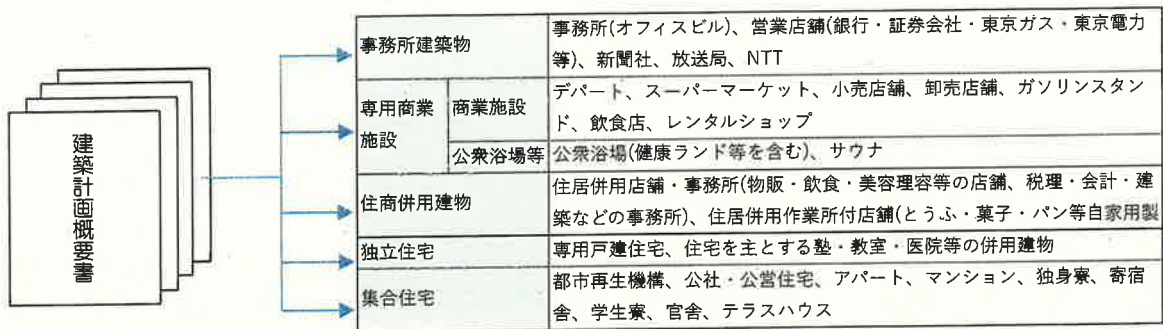 建築計画概要書
事務所建築物
事務所(オフィスビル)、営業店舗(銀行・証券会社・東京ガス・東京電力
等)、新聞社、放送局、NTT
専用商業
施設
商業施設
デパート、スーパーマーケット、小売店舗、卸売店舗、ガソリンスタン
ド、飲食店、レンタルショップ
公衆浴場等
公衆浴場(健康ランド等を含む)、サウナ
住商併用建物
住居併用店舗・事務所(物販・飲食・美容理容等の店舗、税理・会計・建
築などの事務所)、住居併用作業所付店舗(とうふ・菓子・パン等自家用製
独立住宅
専用戸建住宅、住宅を主とする塾・教室・医院等の併用建物
集合住宅
都市再生機構、公社・公営住宅、アパート、マンション、独身寮、寄宿
舎、学生寮、官舎、テラスハウス